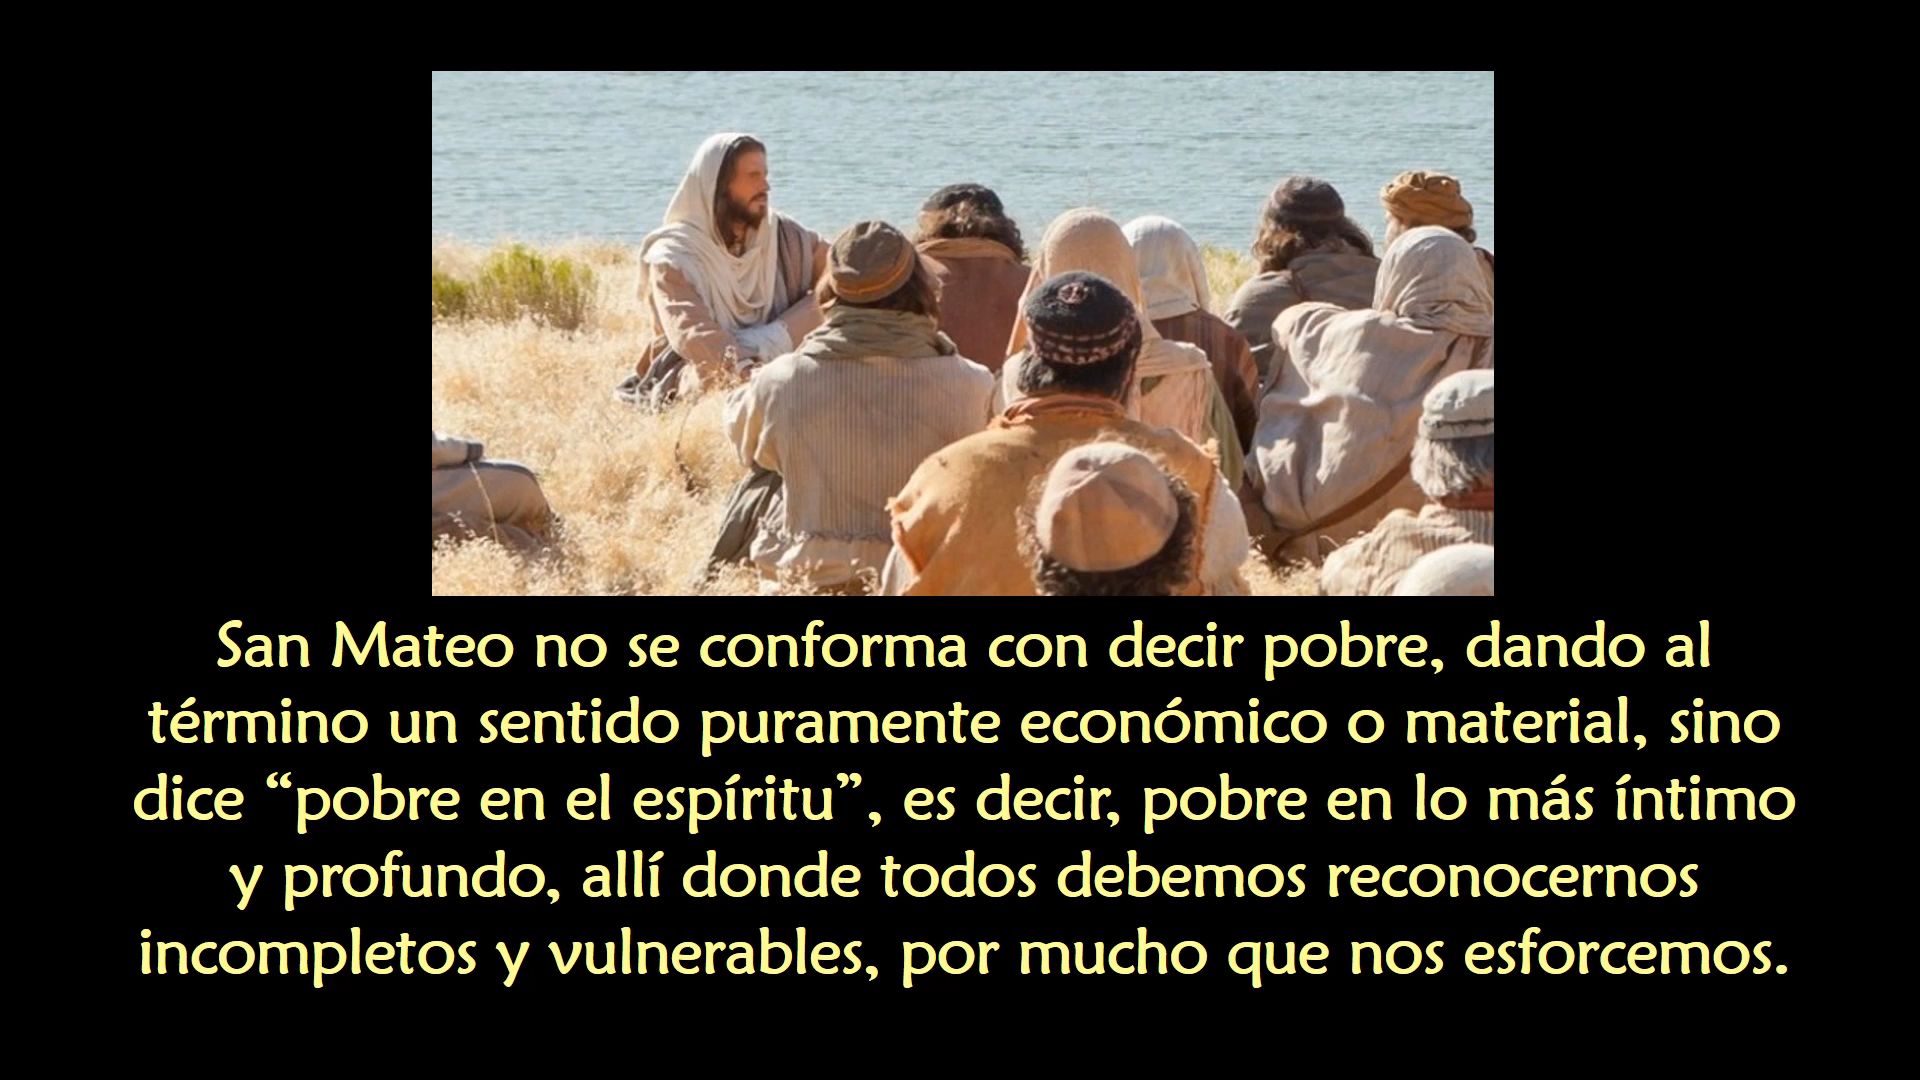 San Mateo no se conforma con decir pobre, dando al
término un sentido puramente económico o material, sino
dice “pobre en el espíritu”, es decir, pobre en lo más íntimo
y profundo, allí donde todos debemos reconocernos
incompletos y vulnerables, por mucho que nos esforcemos.